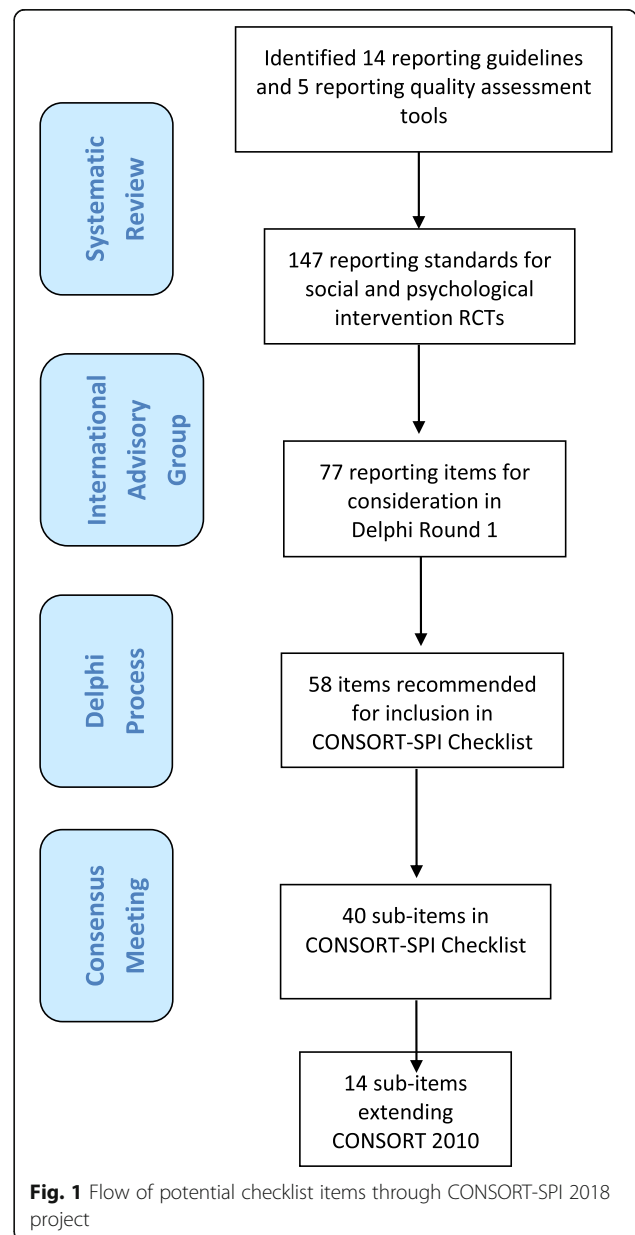 Identified 14 reporting guidelines
and 5 reporting quality assessment
tools
Systematic
Review
147 reporting standards for
social and psychological
intervention RCTs
International
Advisory
Group
77 reporting items for
consideration in
Delphi Round 1
Delphi
Process
58 items recommended
for inclusion in
CONSORT-SPI Checklist
Consensus
Meeting
40 sub-items in
CONSORT-SPI Checklist
14 sub-items
extending
CONSORT 2010
Fig. 1 Flow of potential checklist items through CONSORT-SPI 2018
project